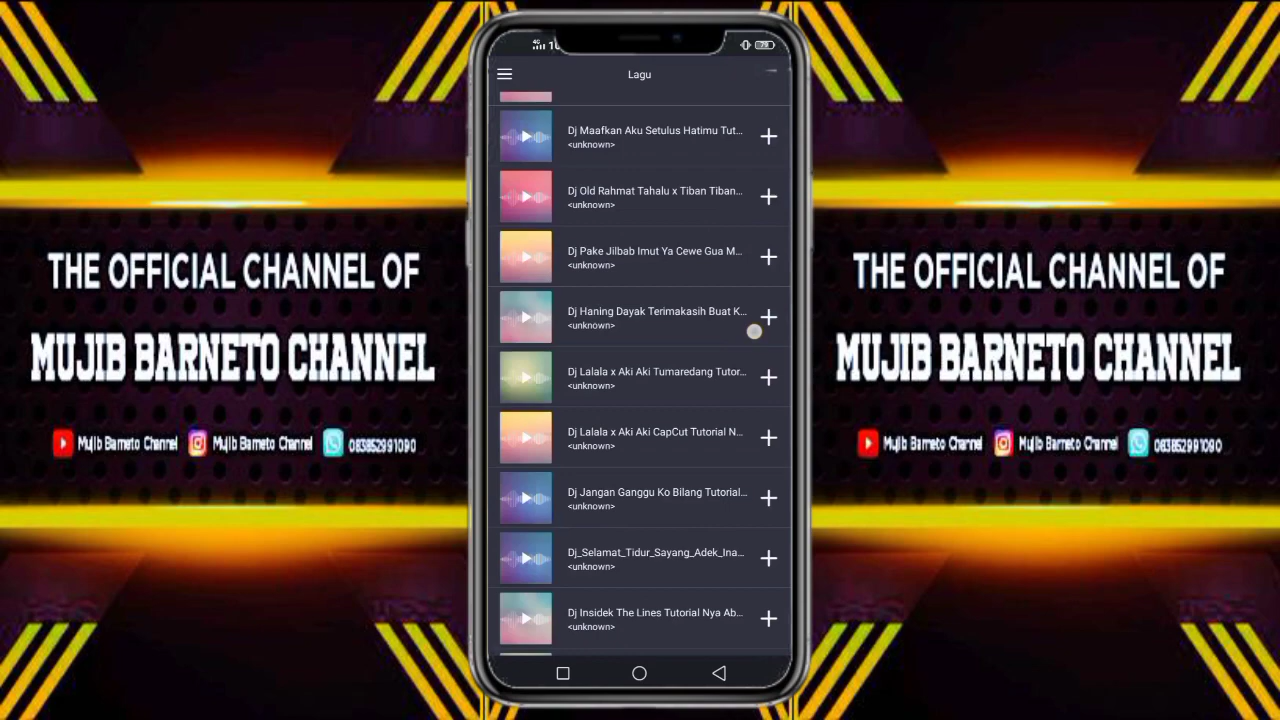 THE OFFICIAL CHANNEL OF
MUJIB BARNETO CHANNEL
Mujib Barneto Channel Mujib Barneto Channel 083852991090
4G
79
Lagu
Dj Maafkan Aku Setulus Hatimu Tut...
<unknown>
Dj Old Rahmat Tahalu x Tiban Tiban...
<unknown>
Dj Pake Jilbab Imut Ya Cewe Gua M...
<unknown>
Dj Haning Dayak Terimakasih Buat K...
<unknown>
Dj Lalala x Aki Aki Tumaredang Tutor...
<unknown>
Dj Lalala x Aki Aki CapCut Tutorial N...
<unknown>
Dj Jangan Ganggu Ko Bilang Tutorial...
<unknown>
Dj_Selamat_Tidur_Sayang_Adek_Ina...
<unknown>
Dj Insidek The Lines Tutorial Nya Ab...
<unknown>
THE OFFICIAL CHANNEL OF
MUJIB BARNETO CHANNEL
Mujib Barneto Channel Mujib Barneto Channel 083852991090